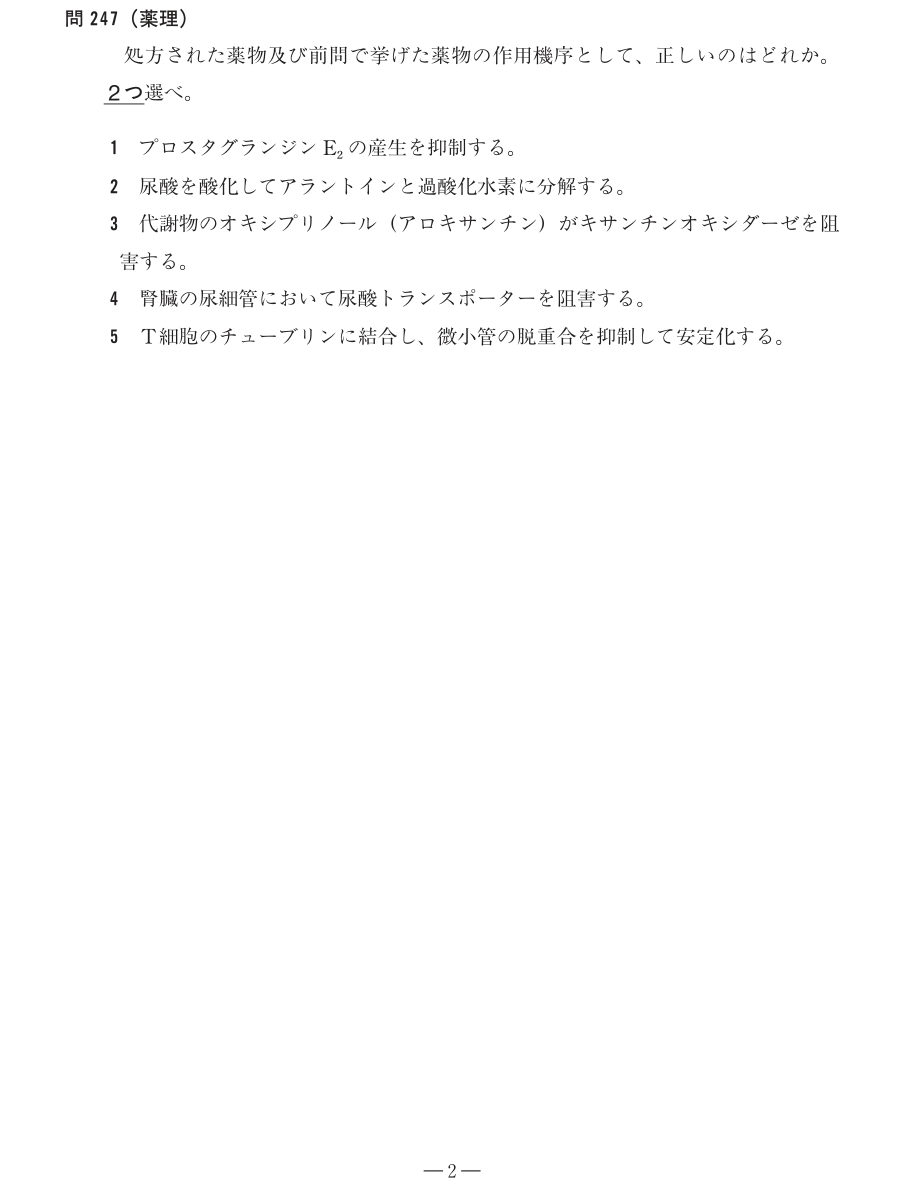 問 247（薬理）
処方された薬物及び前問で挙げた薬物の作用機序として、正しいのはどれか。
２つ選べ。
1 プロスタグランジン E₂ の産生を抑制する。
2 尿酸を酸化してアラントインと過酸化水素に分解する。
3 代謝物のオキシプリノール（アロキサンチン）がキサンチンオキシダーゼを阻
害する。
4 腎臓の尿細管において尿酸トランスポーターを阻害する。
5 Ｔ細胞のチューブリンに結合し、微小管の脱重合を抑制して安定化する。
― 2 ―